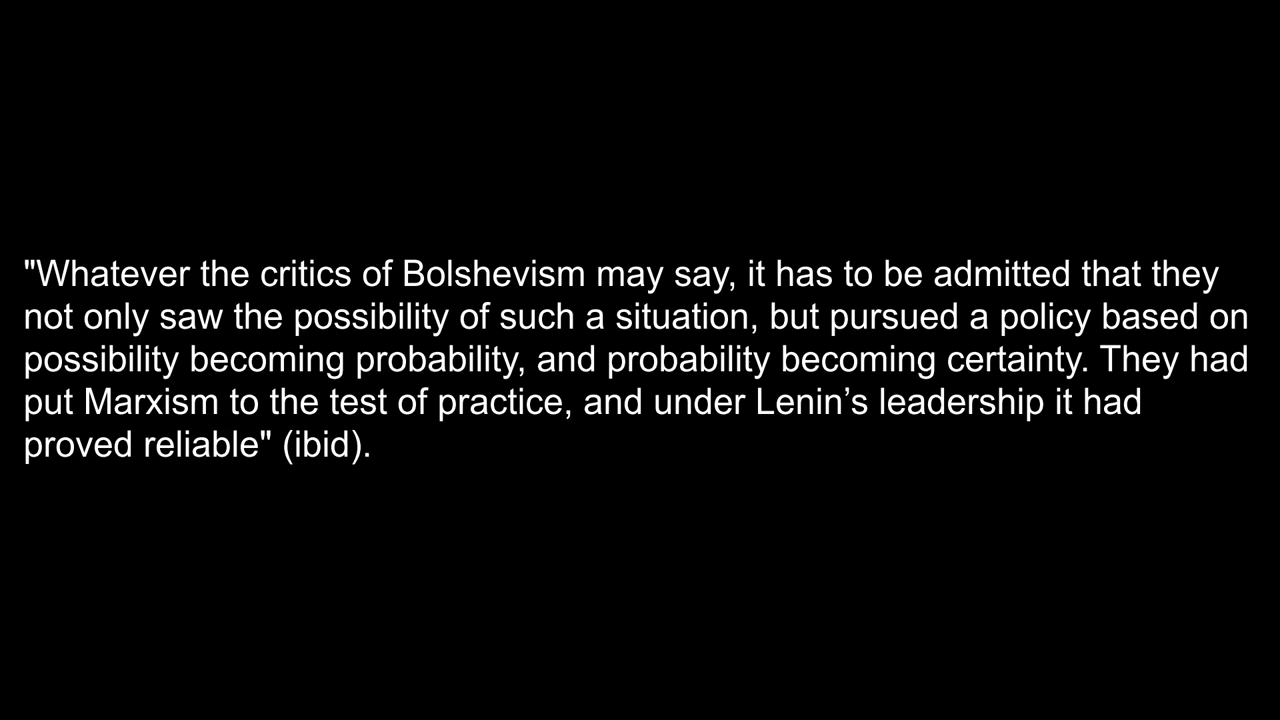 "Whatever the critics of Bolshevism may say, it has to be admitted that they
not only saw the possibility of such a situation, but pursued a policy based on
possibility becoming probability, and probability becoming certainty. They had
put Marxism to the test of practice, and under Lenin’s leadership it had
proved reliable" (ibid).